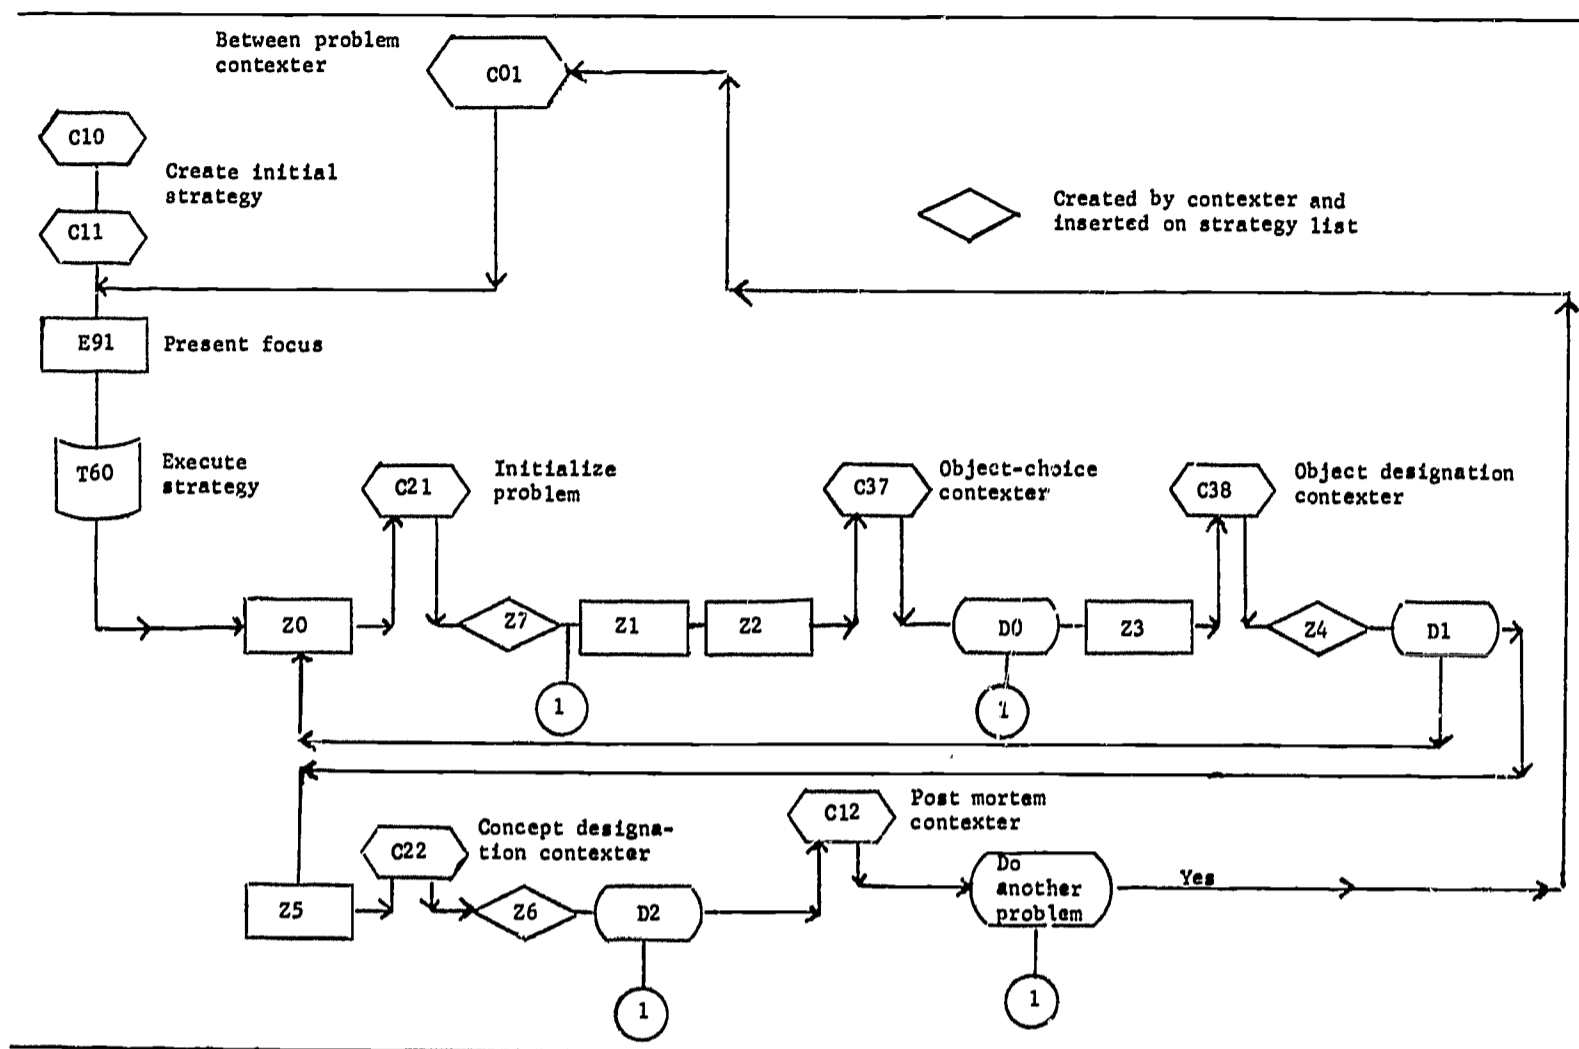 Between problem
contexter
C01
C10
Create initial
strategy
C11
Created by contexter and
inserted on strategy list
E91
Present focus
T60
Execute
strategy
C21
Initialize
problem
C37
Object-choice
contexter
C38
Object designation
contexter
Z0
Z7
Z1
Z2
D0
Z3
Z4
D1
1
1
Z5
C22
Concept designa-
tion contexter
Z6
D2
C12
Post mortem
contexter
Do
another
problem
Yes
1
1